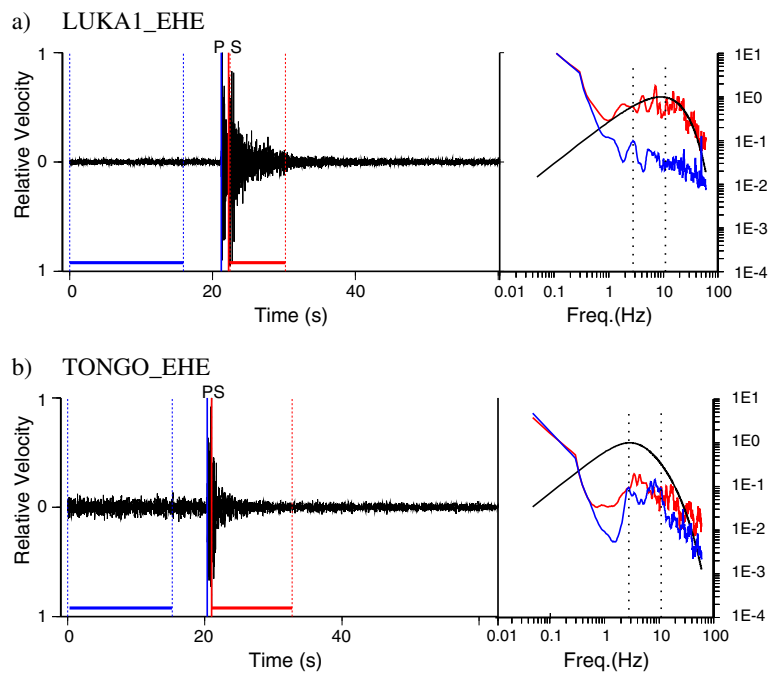 a) LUKA1_EHE
P S
1
0
1
Relative Velocity
0 20 40
Time (s)
1E1
1E0
1E-1
1E-2
1E-3
1E-4
0.01 0.1 1 10 100
Freq.(Hz)
b) TONGO_EHE
PS
1
0
1
Relative Velocity
0 20 40
Time (s)
1E1
1E0
1E-1
1E-2
1E-3
1E-4
0.01 0.1 1 10 100
Freq.(Hz)